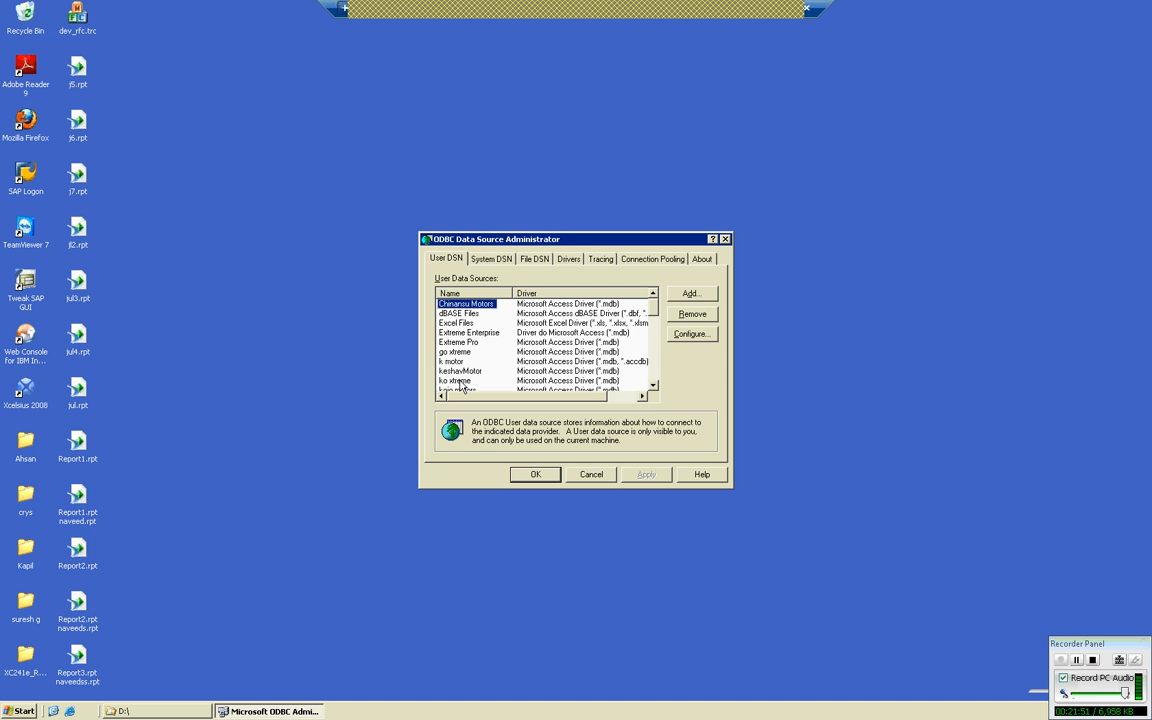 Recycle Bin
dev_rfc.trc
Adobe Reader
9
j5.rpt
Mozilla Firefox
j6.rpt
SAP Logon
j7.rpt
TeamViewer 7
jl2.rpt
Tweak SAP
GUI
jul3.rpt
Web Console
for IBM In...
jul4.rpt
Xcelsius 2008
jul.rpt
Ahsan
Report1.rpt
crys
Report1.rpt
naveed.rpt
Kapil
Report2.rpt
suresh g
Report2.rpt
naveeds.rpt
XC241e_R...
Report3.rpt
naveedss.rpt
ODBC Data Source Administrator
User DSN System DSN File DSN Drivers Tracing Connection Pooling About
User Data Sources:
Name Driver
Chinansu Motors Microsoft Access Driver (*.mdb)
dBASE Files Microsoft Access dBASE Driver (*.dbf, *.
Excel Files Microsoft Excel Driver (*.xls, *.xlsx, *.xlsm
Extreme Enterprise Driver do Microsoft Access (*.mdb)
Extreme Pro Microsoft Access Driver (*.mdb)
go xtreme Microsoft Access Driver (*.mdb)
k motor Microsoft Access Driver (*.mdb, *.accdb)
keshavMotor Microsoft Access Driver (*.mdb)
ko xtreme Microsoft Access Driver (*.mdb)
Add...
Remove
Configure...
An ODBC User data source stores information about how to connect to
the indicated data provider. A User data source is only visible to you,
and can only be used on the current machine.
OK Cancel Apply Help
Recorder Panel
Record PC Audio
00:21:51 / 6,958 KB
Start
D:\
Microsoft ODBC Admi...